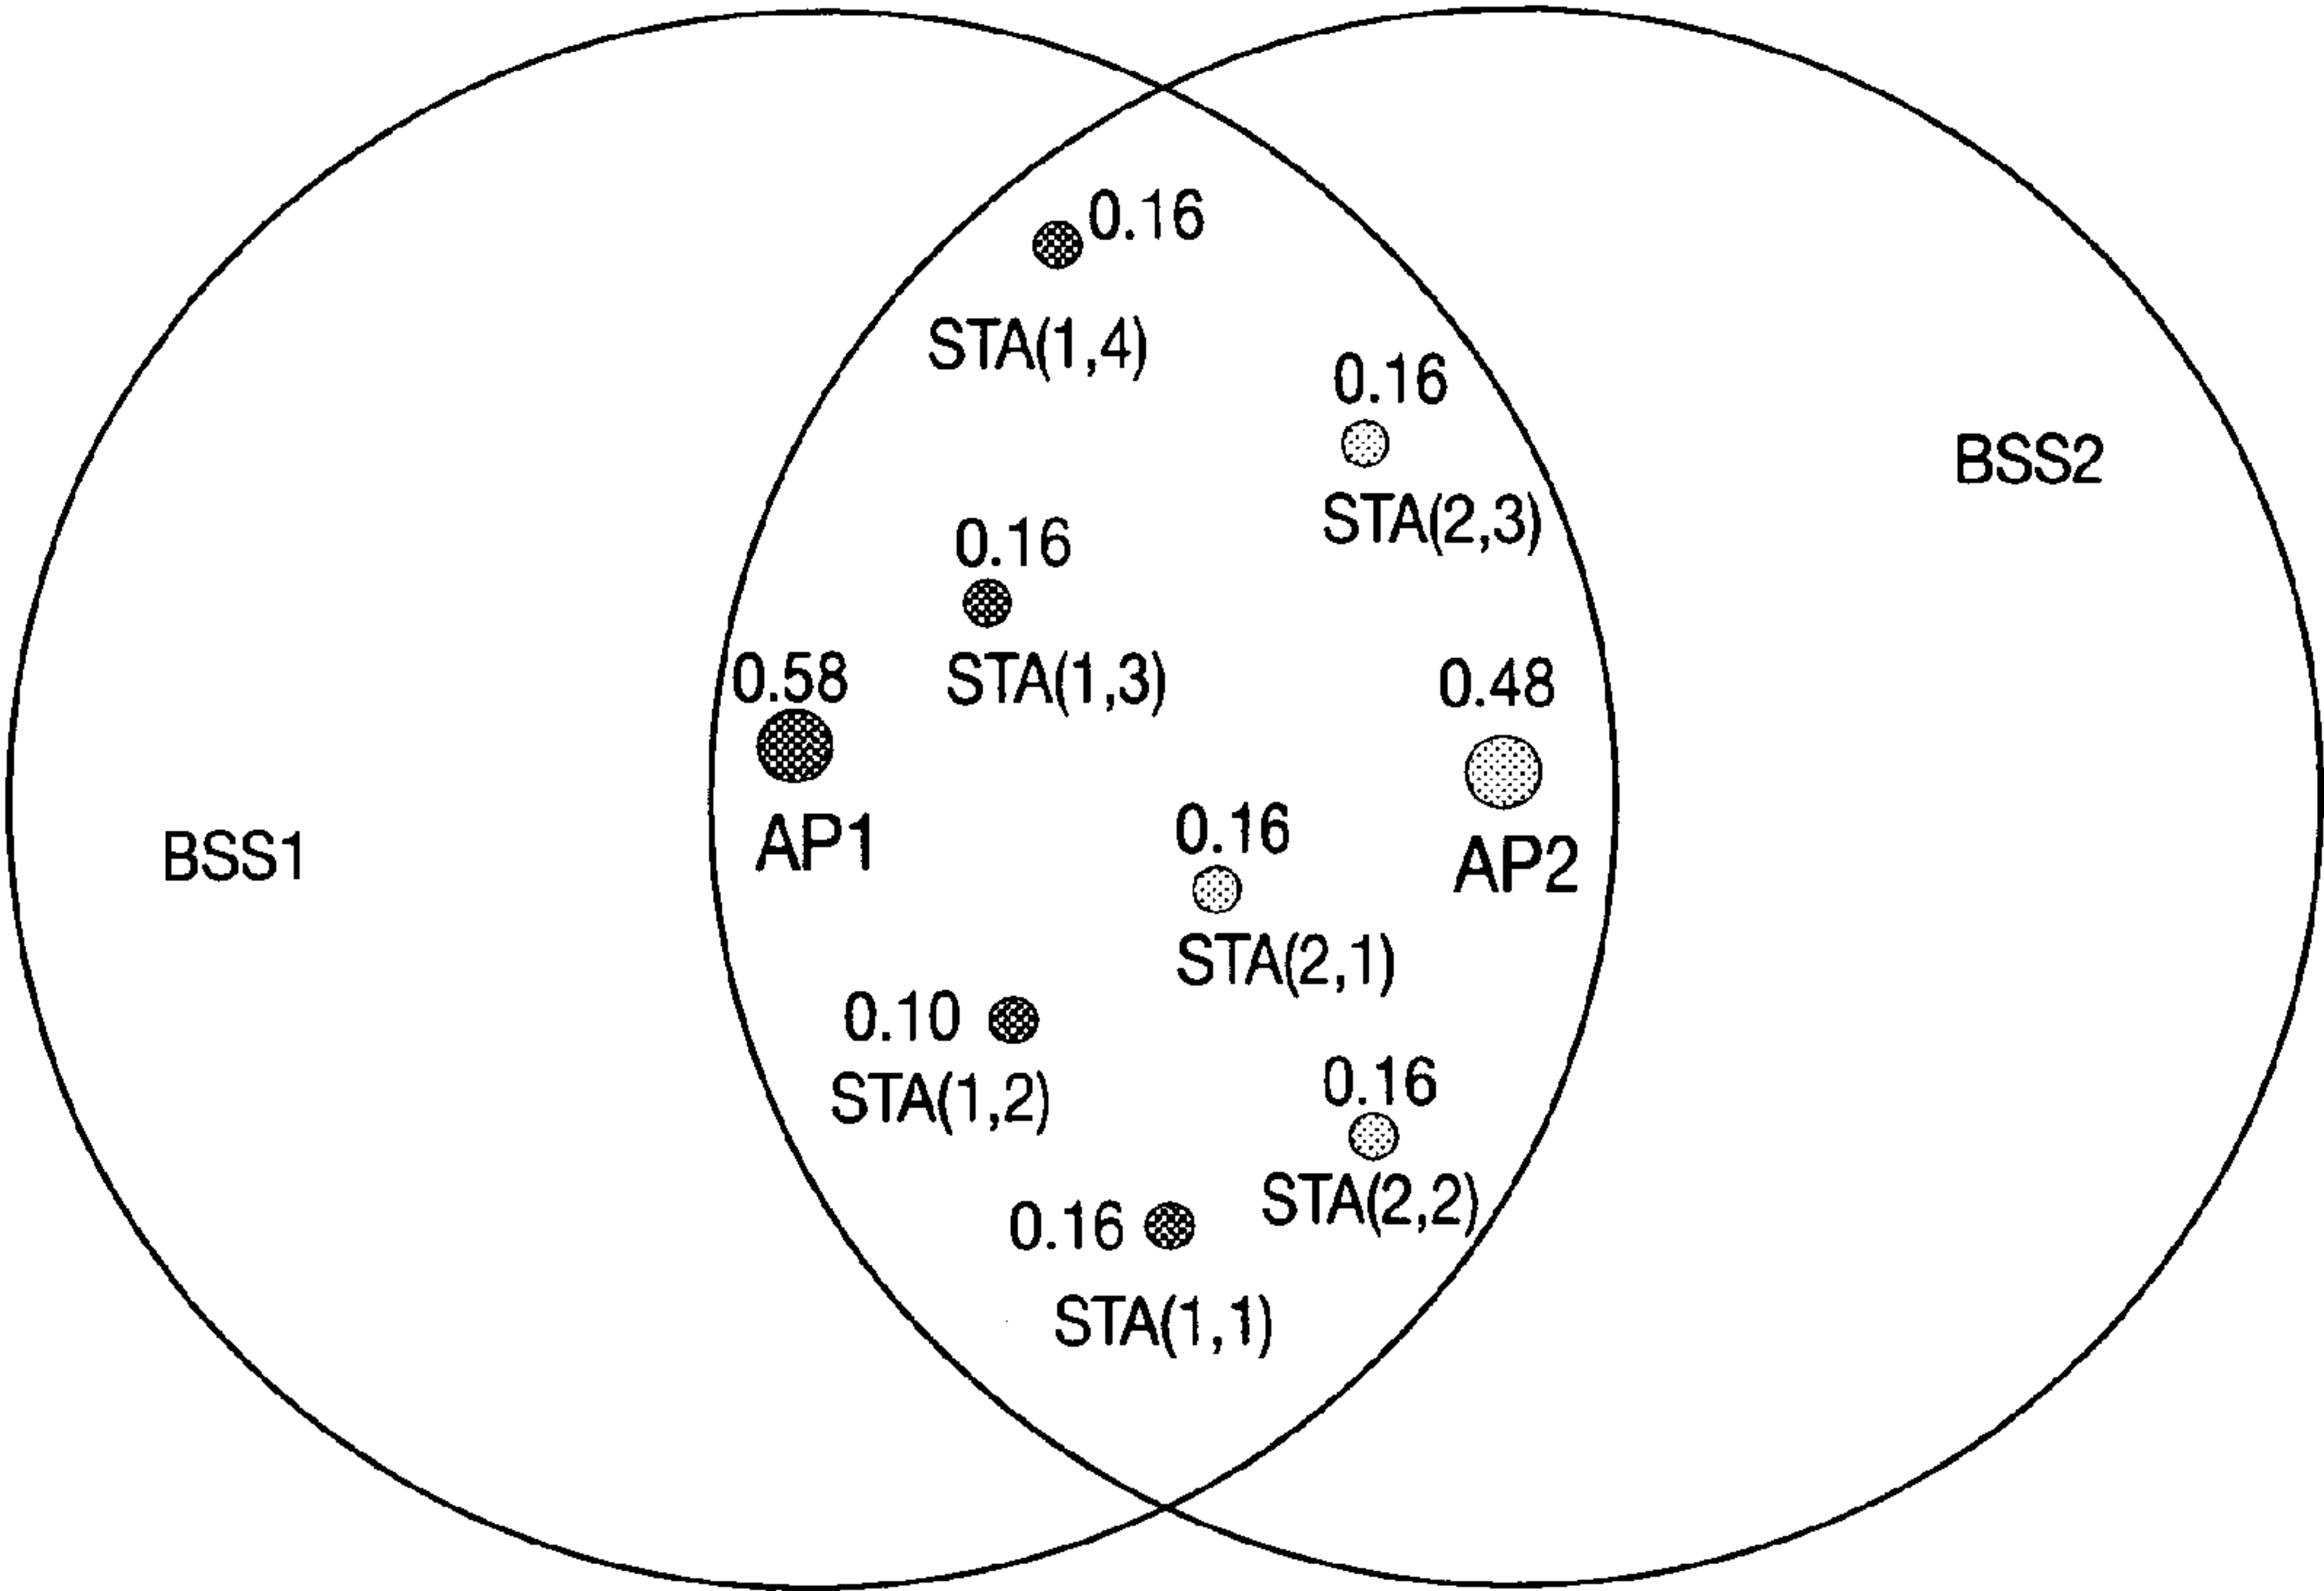 0.16
STA(1,4)
0.16
STA(2,3)
BSS2
0.16
STA(1,3)
0.58
AP1
0.48
AP2
BSS1
0.16
STA(2,1)
0.10
STA(1,2)
0.16
STA(2,2)
0.16
STA(1,1)